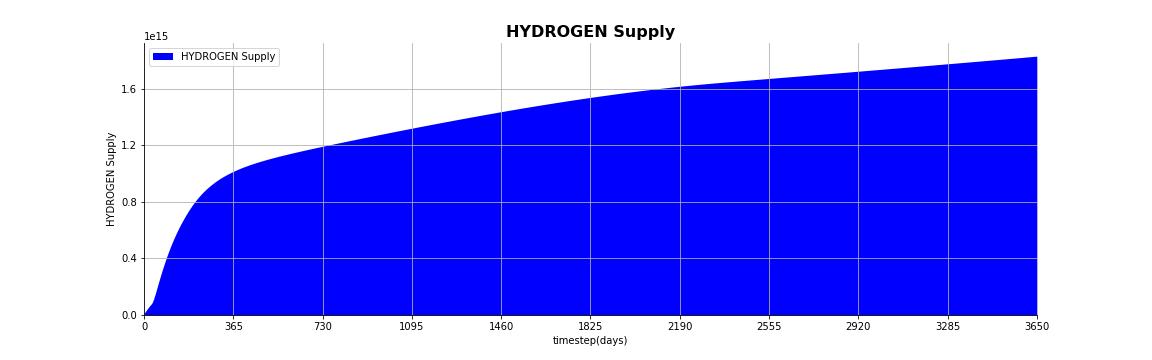 HYDROGEN Supply
1e15
HYDROGEN Supply
HYDROGEN Supply
1.6
1.2
0.8
0.4
0.0
0 365 730 1095 1460 1825 2190 2555 2920 3285 3650
timestep(days)